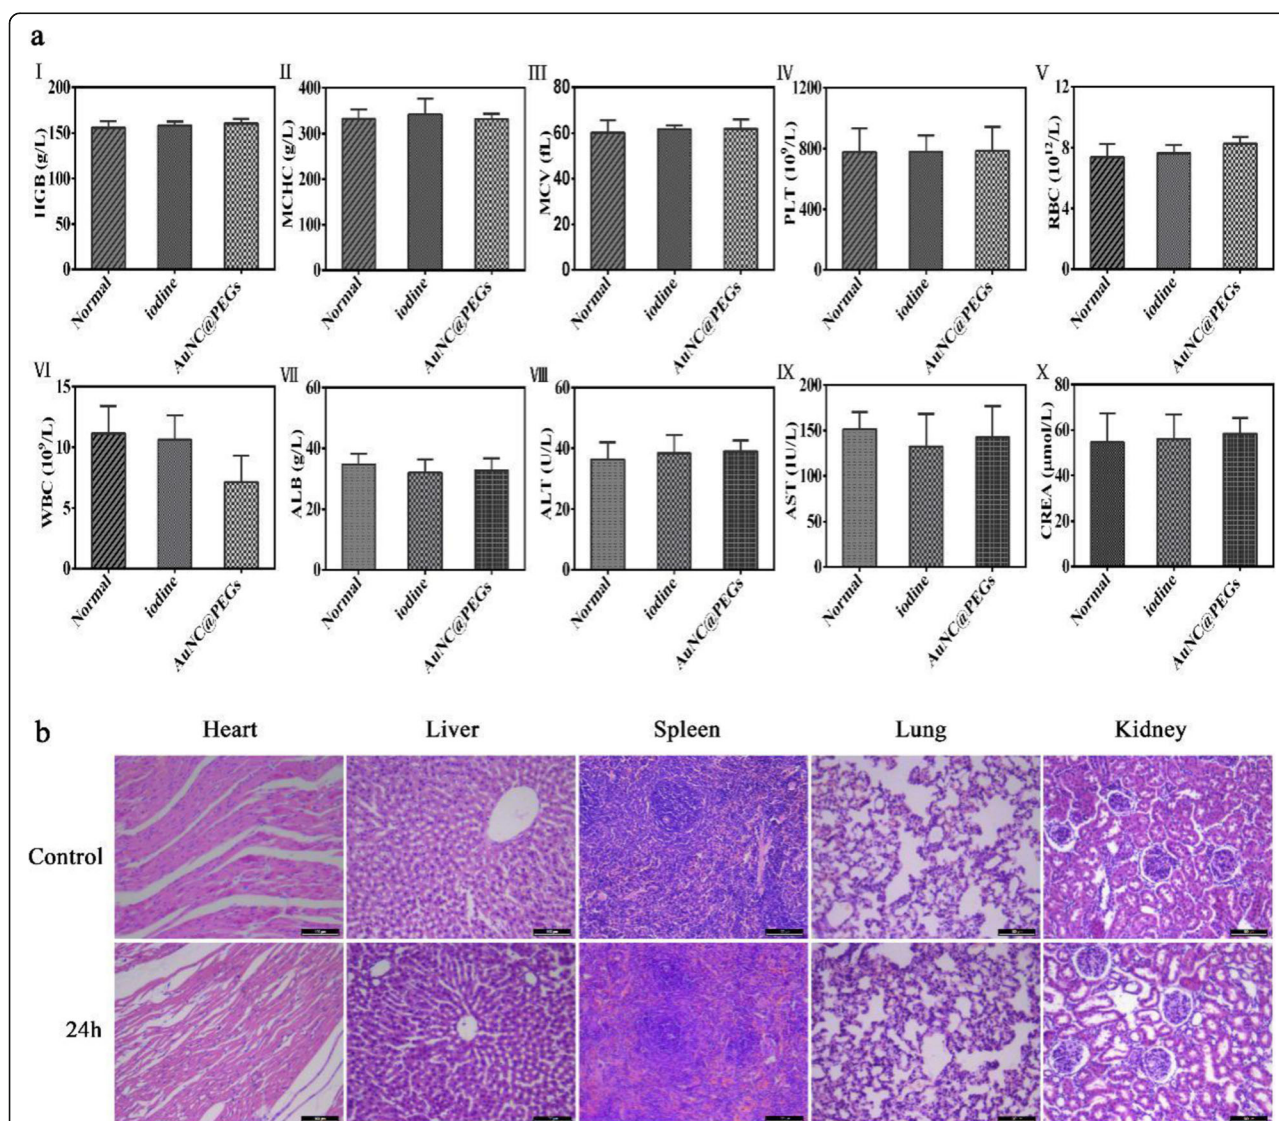 a
I
HGB (g/L)
200
150
100
50
0
Normal
iodine
AuNC@PEGs
II
MCHC (g/L)
400
300
200
100
0
Normal
iodine
AuNC@PEGs
III
MCV (fL)
80
60
40
20
0
Normal
iodine
AuNC@PEGs
IV
PLT (10⁹/L)
1200
800
400
0
Normal
iodine
AuNC@PEGs
V
RBC (10¹²/L)
12
8
4
0
Normal
iodine
AuNC@PEGs
VI
WBC (10⁹/L)
15
10
5
0
Normal
iodine
AuNC@PEGs
VII
ALB (g/L)
60
40
20
0
Normal
iodine
AuNC@PEGs
VIII
ALT (U/L)
60
40
20
0
Normal
iodine
AuNC@PEGs
IX
AST (IU/L)
200
150
100
50
0
Normal
iodine
AuNC@PEGs
X
CREA (μmol/L)
80
60
40
20
0
Normal
iodine
AuNC@PEGs
b
Heart Liver Spleen Lung Kidney
Control
24h